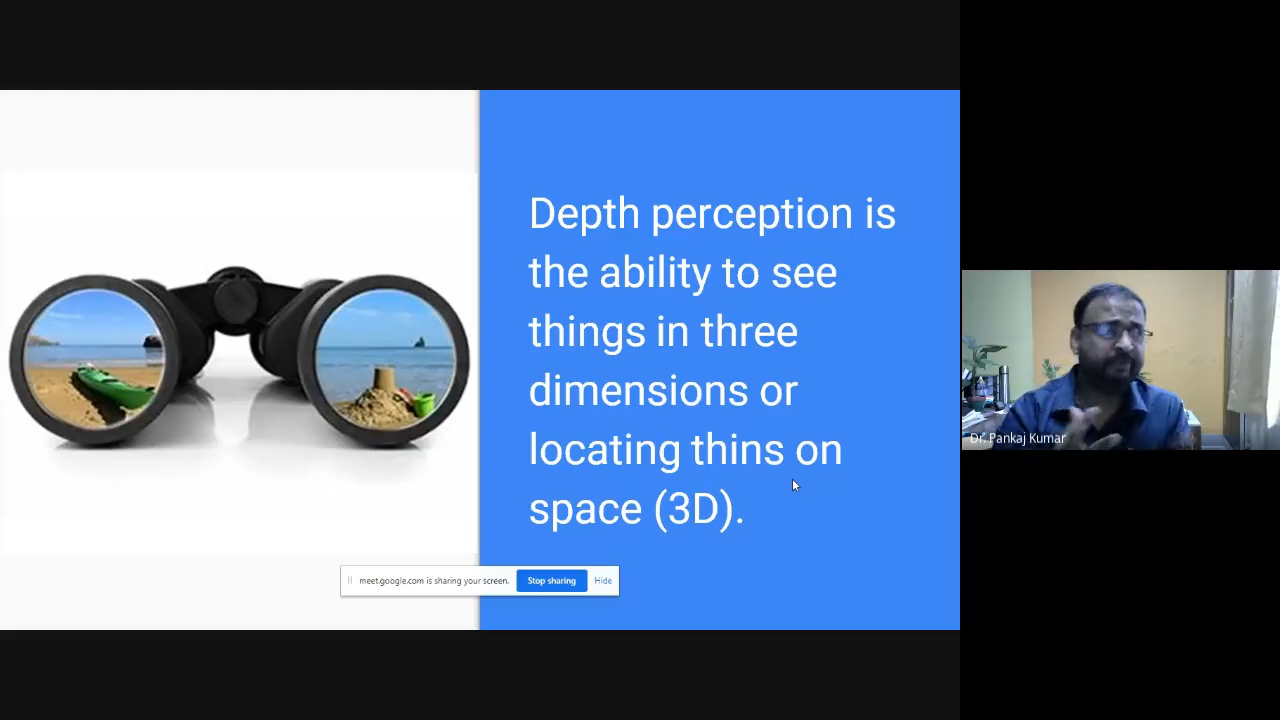 Depth perception is
the ability to see
things in three
dimensions or
locating thins on
space (3D).
meet.google.com is sharing your screen. Stop sharing Hide
Dr. Pankaj Kumar